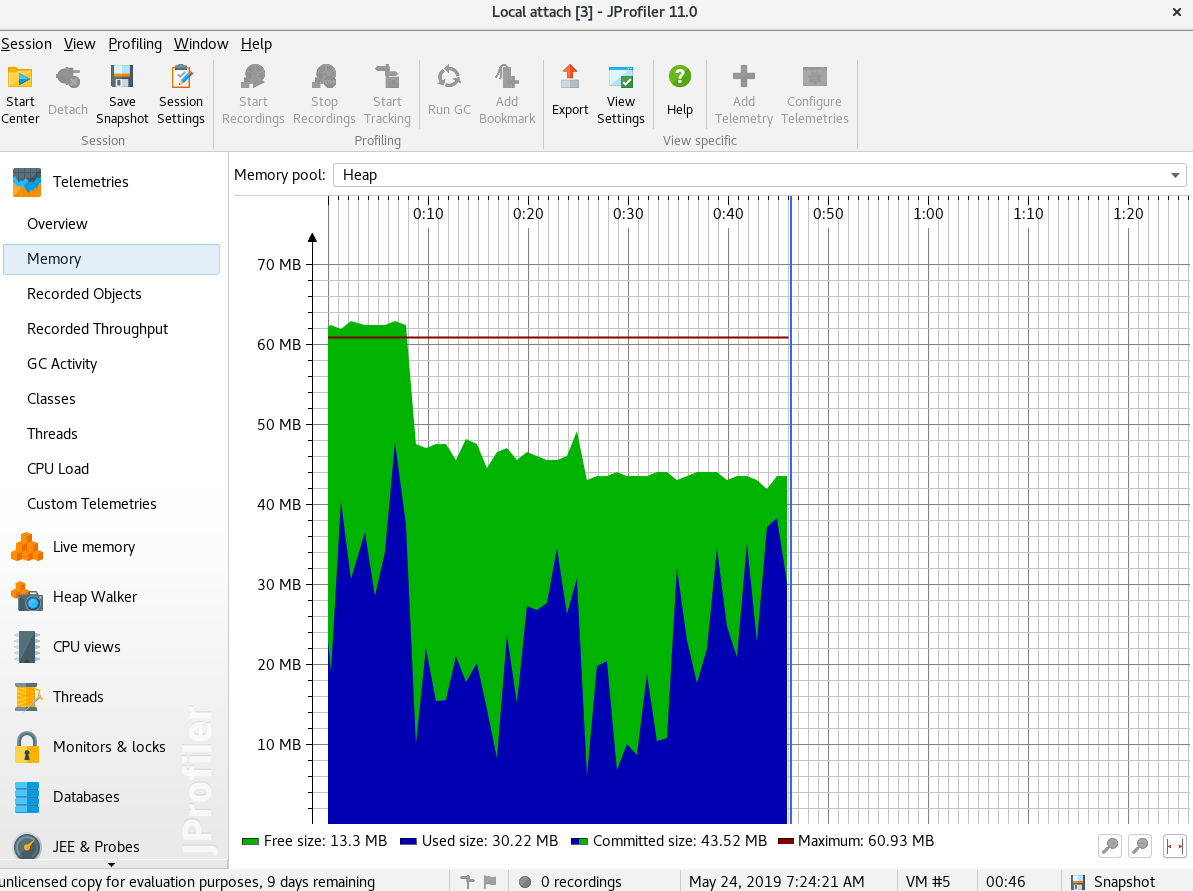 Local attach [3] - JProfiler 11.0
Session View Profiling Window Help
Start Center
Detach
Save Snapshot
Session Settings
Start Recordings
Stop Recordings
Start Tracking
Run GC
Add Bookmark
Export
View Settings
Help
Add Telemetry
Configure Telemetries
Session
Profiling
View specific
Telemetries
Overview
Memory
Recorded Objects
Recorded Throughput
GC Activity
Classes
Threads
CPU Load
Custom Telemetries
Live memory
Heap Walker
CPU views
Threads
Monitors & locks
Databases
JEE & Probes
JProfiler
Memory pool: Heap
0:10 0:20 0:30 0:40 0:50 1:00 1:10 1:20
70 MB
60 MB
50 MB
40 MB
30 MB
20 MB
10 MB
Free size: 13.3 MB Used size: 30.22 MB Committed size: 43.52 MB Maximum: 60.93 MB
unlicensed copy for evaluation purposes, 9 days remaining 0 recordings May 24, 2019 7:24:21 AM VM #5 00:46 Snapshot